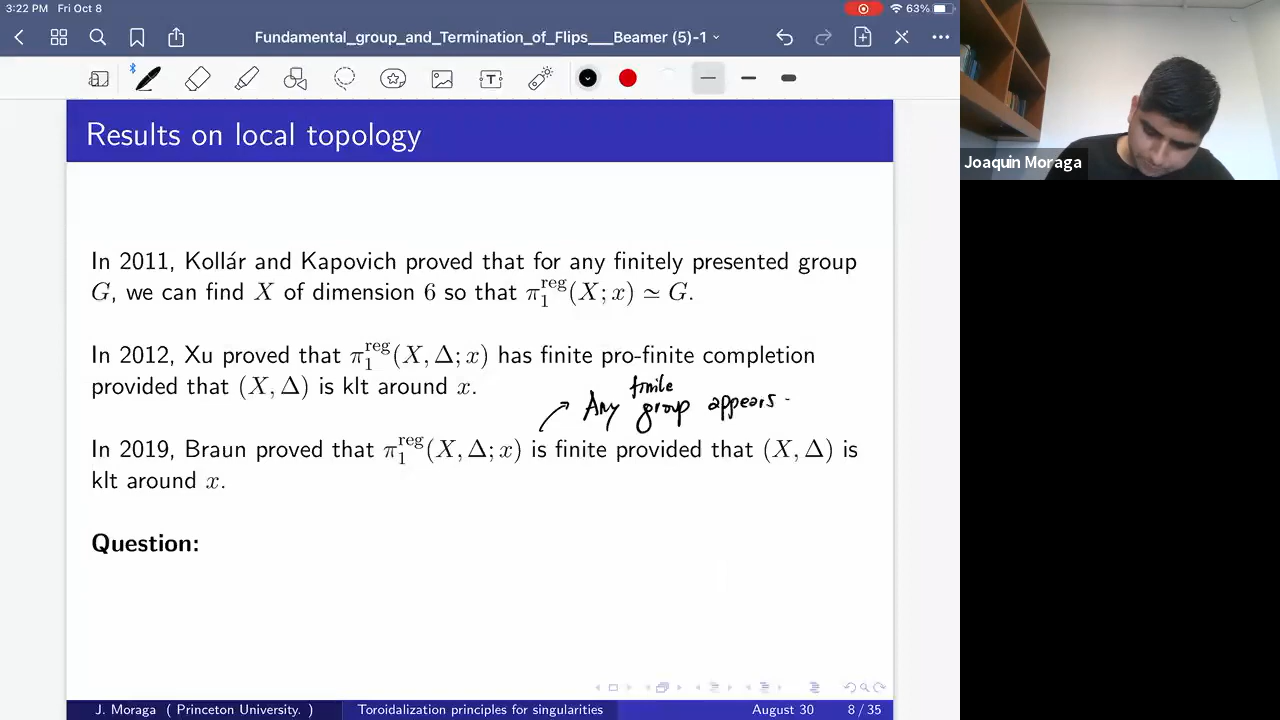 3:22 PM Fri Oct 8
63%
Fundamental_group_and_Termination_of_Flips___Beamer (5)-1
Results on local topology
Joaquin Moraga
In 2011, Kollár and Kapovich proved that for any finitely presented group
G, we can find X of dimension 6 so that π₁^reg(X; x) ≃ G.
In 2012, Xu proved that π₁^reg(X, Δ; x) has finite pro-finite completion
provided that (X, Δ) is klt around x.
finite
Any group appears.
In 2019, Braun proved that π₁^reg(X, Δ; x) is finite provided that (X, Δ) is
klt around x.
Question:
J. Moraga ( Princeton University. ) Toroidalization principles for singularities August 30 8 / 35